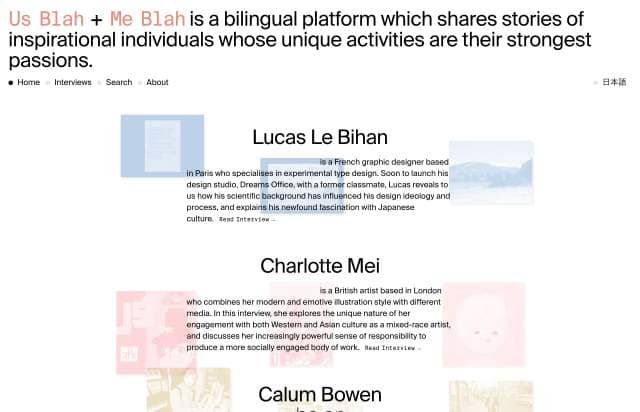 Us Blah + Me Blah is a bilingual platform which shares stories of
inspirational individuals whose unique activities are their strongest
passions.
Home Interviews Search About 日本語
Lucas Le Bihan
is a French graphic designer based
in Paris who specialises in experimental type design. Soon to launch his
design studio, Dreams Office, with a former classmate, Lucas reveals to
us how his scientific background has influenced his design ideology and
process, and explains his newfound fascination with Japanese
culture. Read Interview →
Charlotte Mei
is a British artist based in London
who combines her modern and emotive illustration style with different
media. In this interview, she explores the unique nature of her
engagement with both Western and Asian culture as a mixed-race artist,
and discusses her increasingly powerful sense of responsibility to
produce a more socially engaged body of work. Read Interview →
Calum Bowen